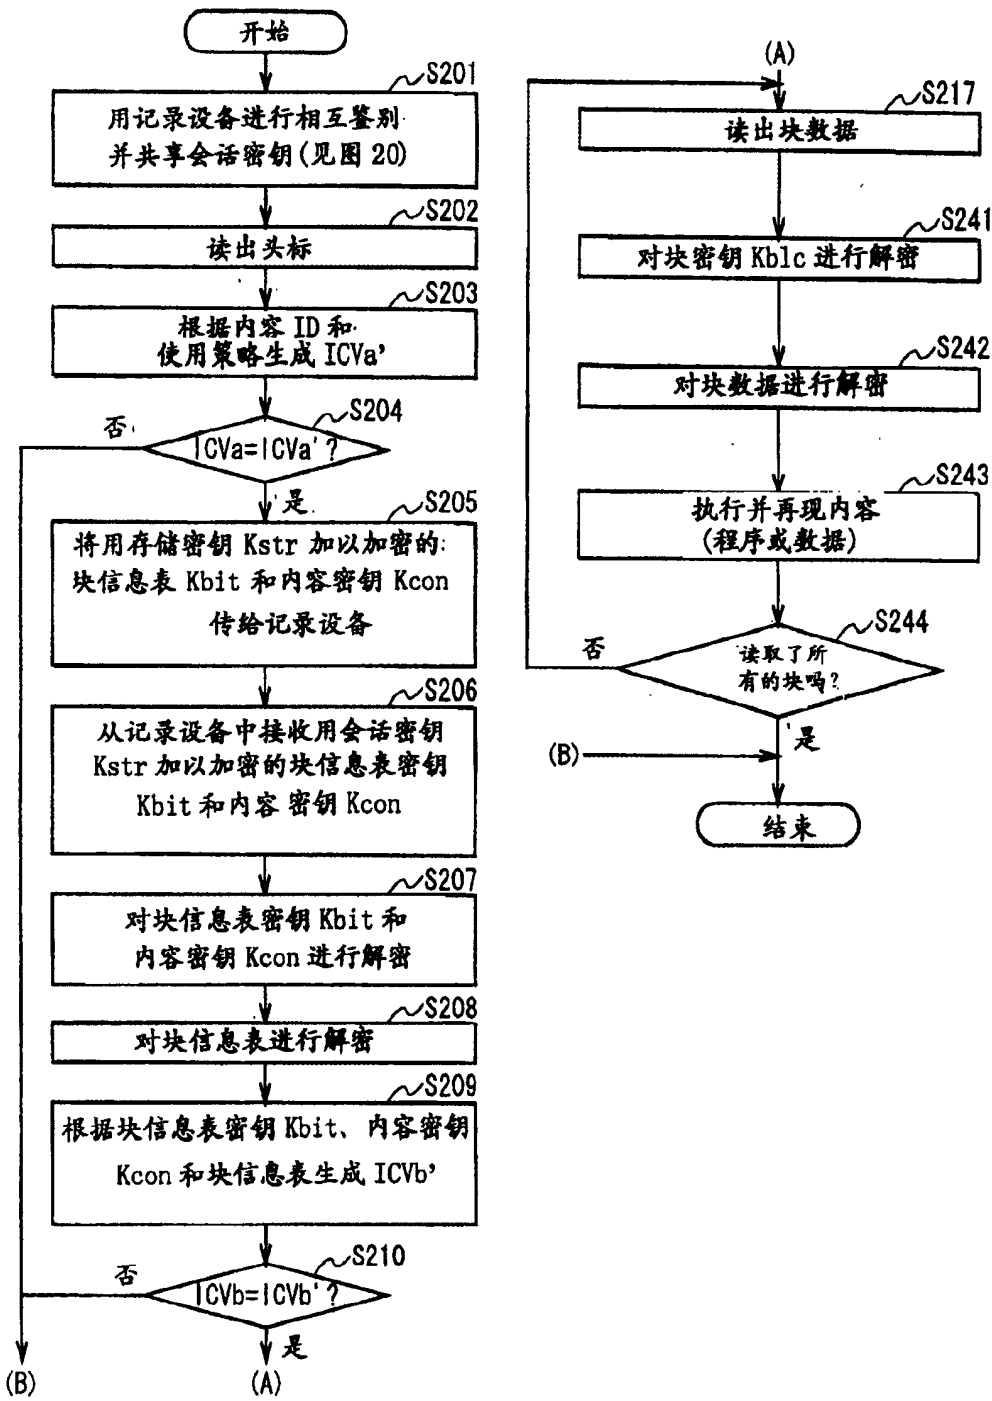 开始
S201
用记录设备进行相互鉴别
并共享会话密钥(见图 20)
S202
读出头标
S203
根据内容 ID 和
使用策略生成 ICVa'
S204
否
ICVa=ICVa'?
是
S205
将用存储密钥 Kstr 加以加密的
块信息表 Kbit 和内容密钥 Kcon
传给记录设备
S206
从记录设备中接收用会话密钥
Kstr 加以加密的块信息表密钥
Kbit 和内容密钥 Kcon
S207
对块信息表密钥 Kbit 和
内容密钥 Kcon 进行解密
S208
对块信息表进行解密
S209
根据块信息表密钥 Kbit、内容密钥
Kcon 和块信息表生成 ICVb'
S210
否
ICVb=ICVb'?
是
(B)
(A)
(A)
S217
读出块数据
S241
对块密钥 Kblc 进行解密
S242
对块数据进行解密
S243
执行并再现内容
(程序或数据)
S244
否
读取了所
有的块吗?
是
(B)
结束